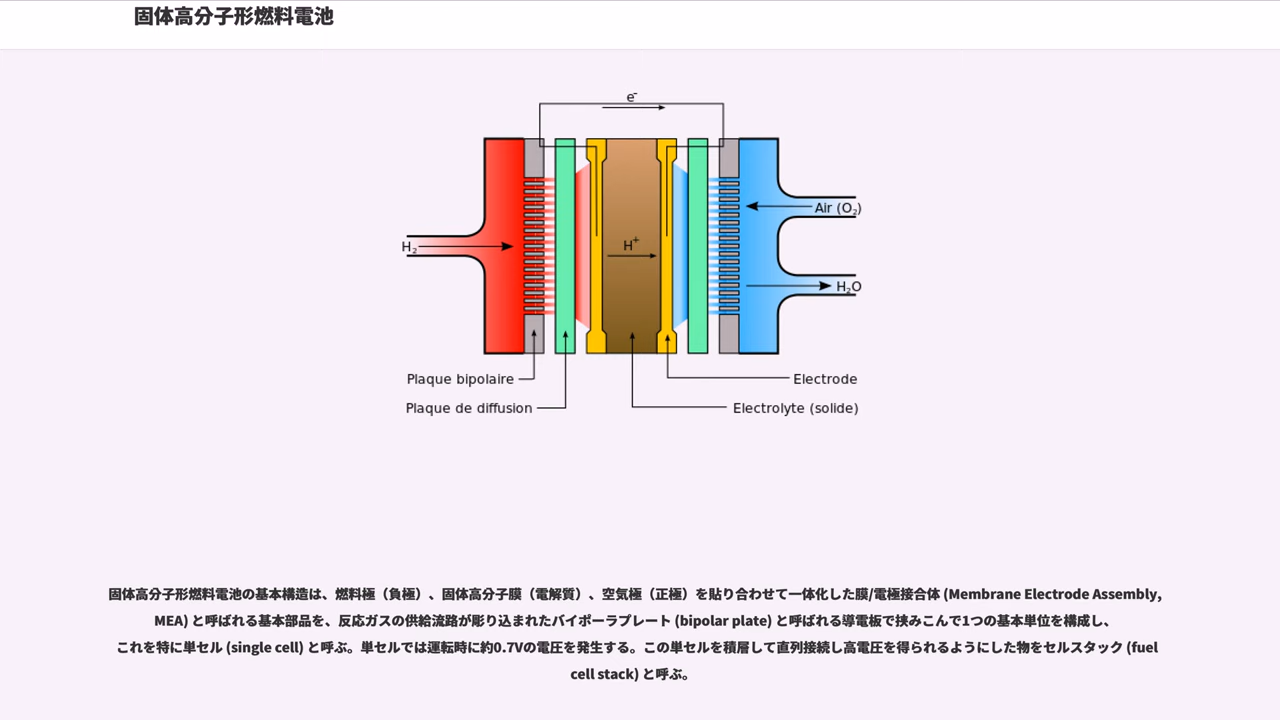 固体高分子形燃料電池
e⁻
H₂
H⁺
Air (O₂)
H₂O
Plaque bipolaire
Electrode
Plaque de diffusion
Electrolyte (solide)
固体高分子形燃料電池の基本構造は、燃料極（負極）、固体高分子膜（電解質）、空気極（正極）を貼り合わせて一体化した膜/電極接合体 (Membrane Electrode Assembly,
MEA) と呼ばれる基本部品を、反応ガスの供給流路が彫り込まれたバイポーラプレート (bipolar plate) と呼ばれる導電板で挟みこんで1つの基本単位を構成し、
これを特に単セル (single cell) と呼ぶ。単セルでは運転時に約0.7Vの電圧を発生する。この単セルを積層して直列接続し高電圧を得られるようにした物をセルスタック (fuel
cell stack) と呼ぶ。